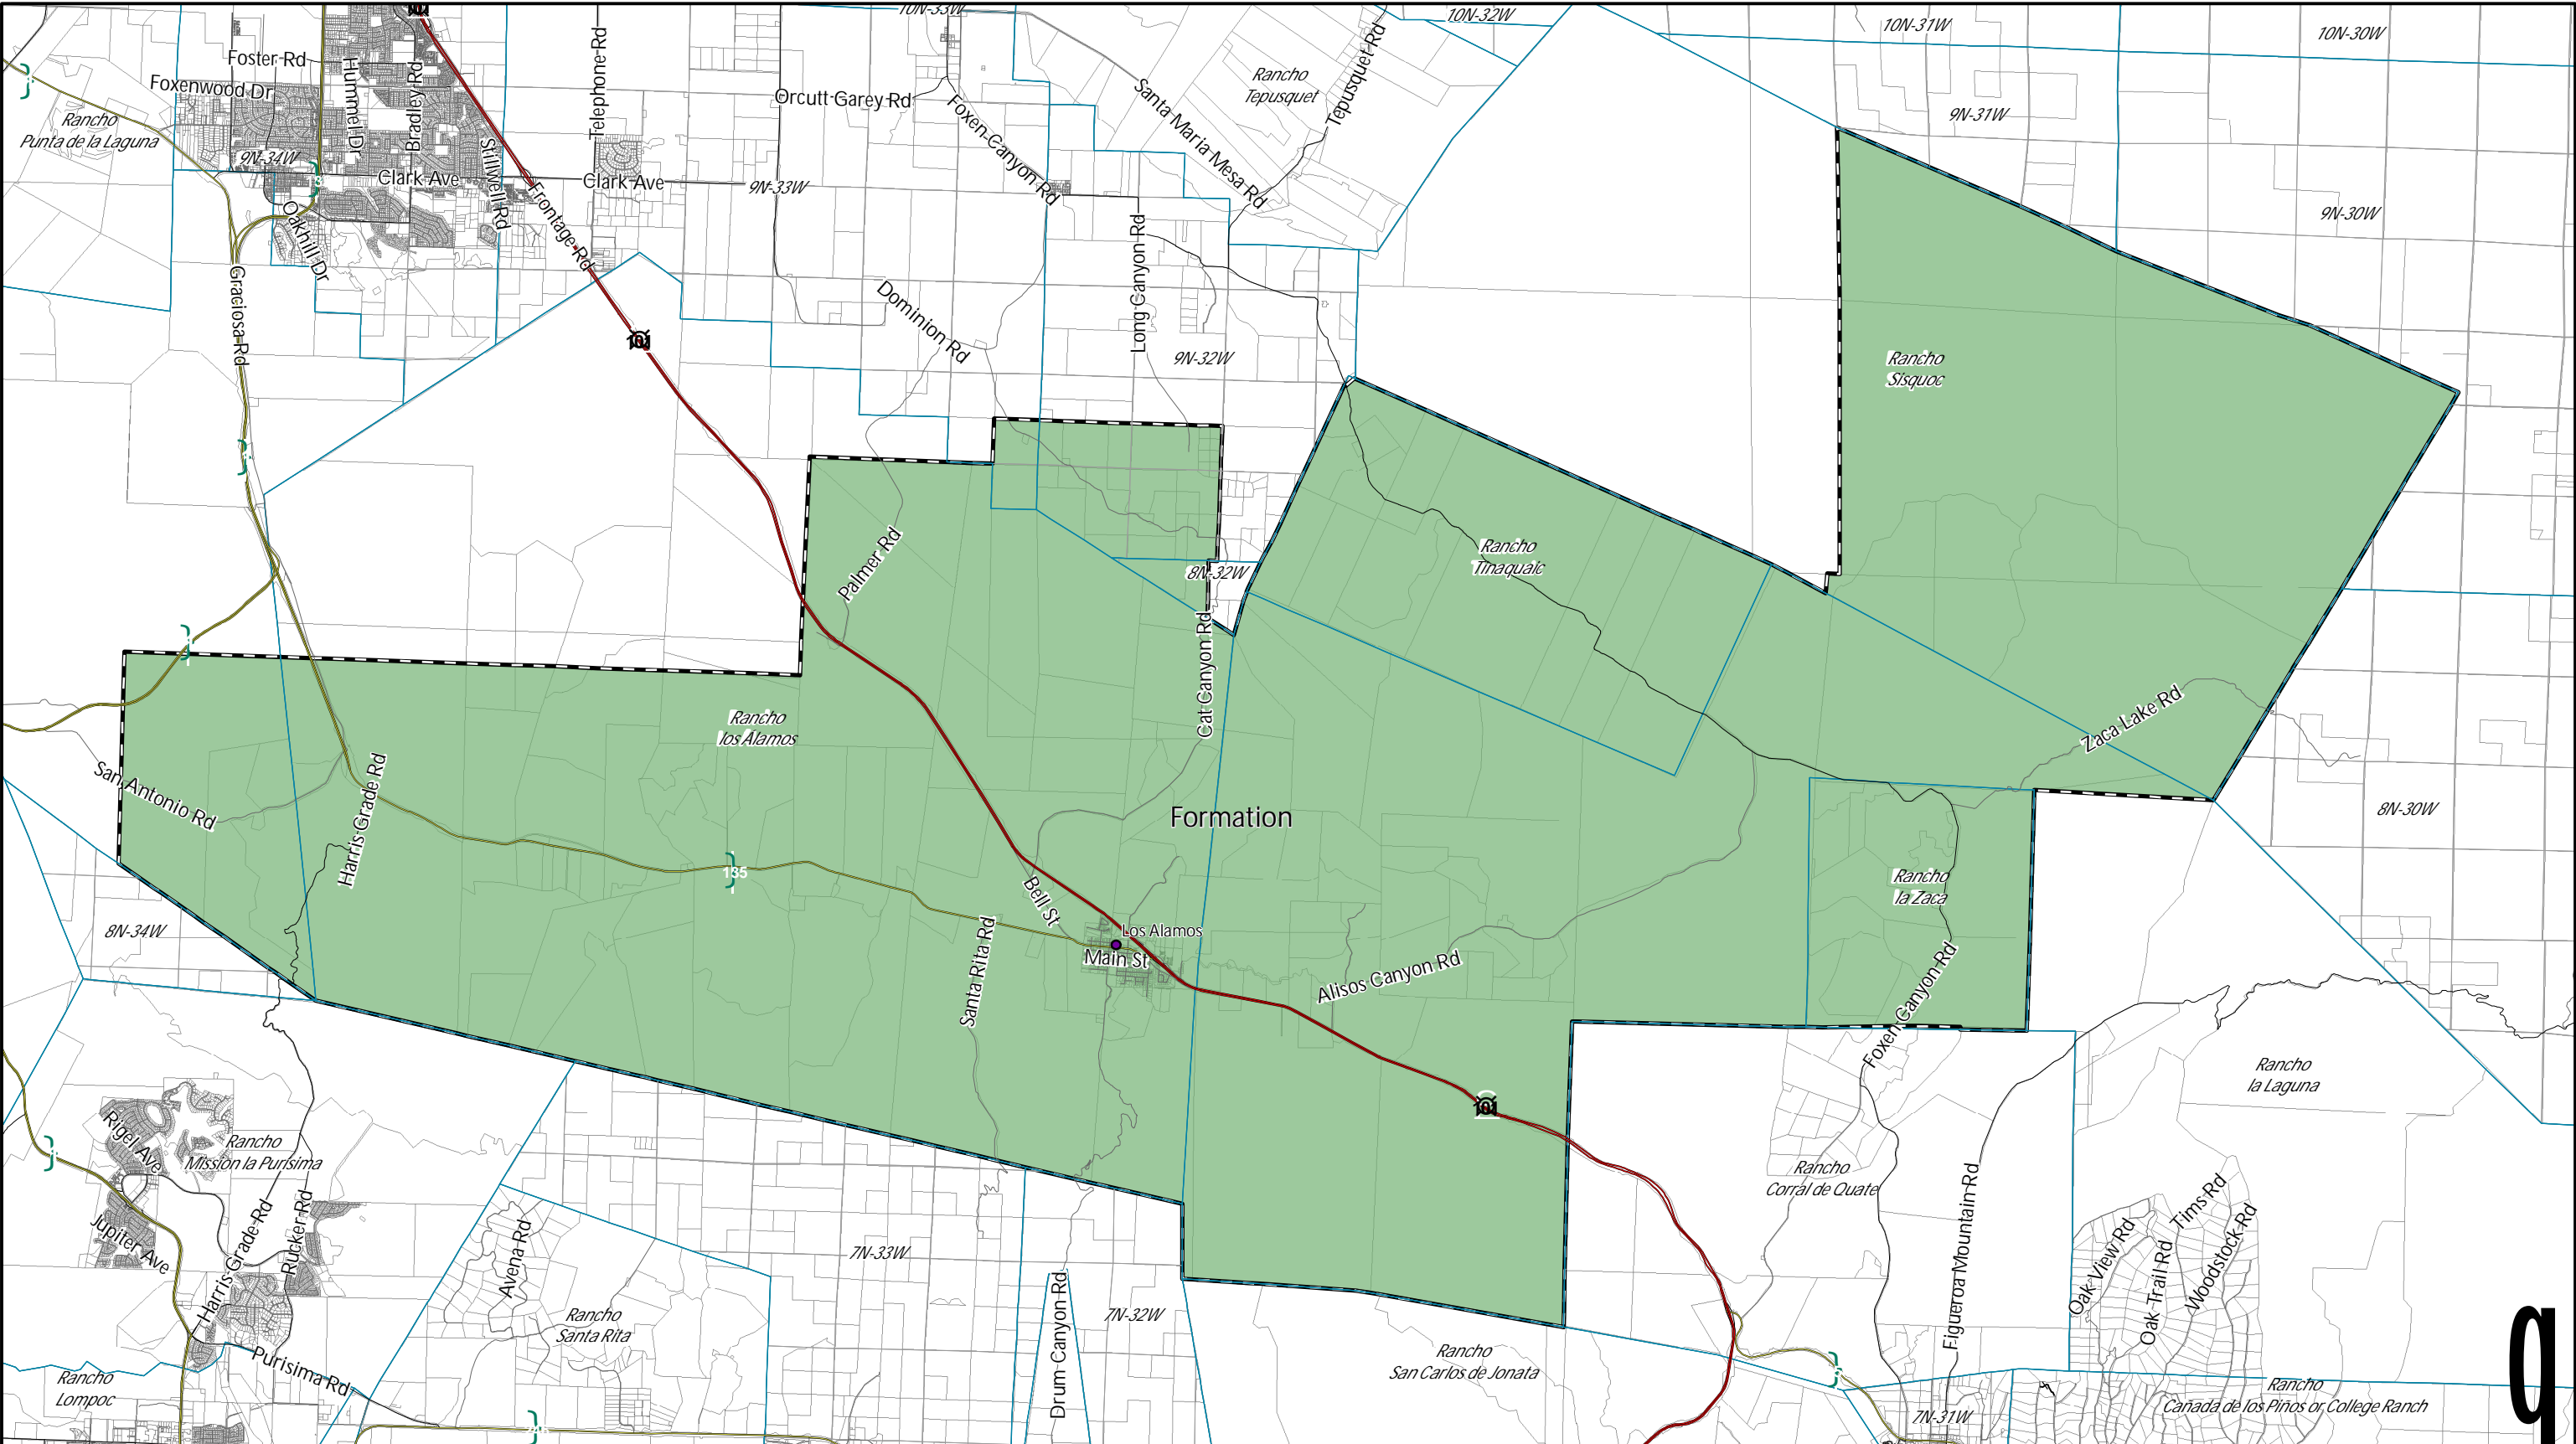 10N-33W
10N-32W
10N-31W
10N-30W
Foster Rd
Foxenwood Dr
Hummel Dr
Bradley Rd
Telephone Rd
Orcutt-Garey Rd
Foxen Canyon Rd
Santa Maria Mesa Rd
Rancho
Tepusquet
Tepusquet Rd
9N-31W
Rancho
Punta de la Laguna
9N-34W
Clark Ave
Stillwell Rd
Clark Ave
9N-33W
Frontage Rd
Oakhill Dr
9N-30W
Graciosa Rd
Dominion Rd
Long Canyon Rd
9N-32W
101
Rancho
Sisquoc
Palmer Rd
Rancho
Tinaquaic
8N-32W
Cat Canyon Rd
Rancho
los Alamos
Zaca Lake Rd
San Antonio Rd
Harris Grade Rd
Formation
8N-30W
135
Bell St
Rancho
la Zaca
8N-34W
Los Alamos
Main St
Santa Rita Rd
Alisos Canyon Rd
Foxen Canyon Rd
Rancho
la Laguna
101
Rigel Ave
Rancho
Mission la Purisima
Rancho
Corral de Quate
Jupiter Ave
Harris Grade Rd
Rucker Rd
Avena Rd
7N-33W
Figueroa Mountain Rd
Oak View Rd
Tims Rd
Oak Trail Rd
Woodstock Rd
Rancho
Santa Rita
Drum Canyon Rd
7N-32W
Rancho
San Carlos de Jonata
Purisima Rd
Rancho
Lompoc
Rancho
Cañada de los Piños or College Ranch
7N-31W
q